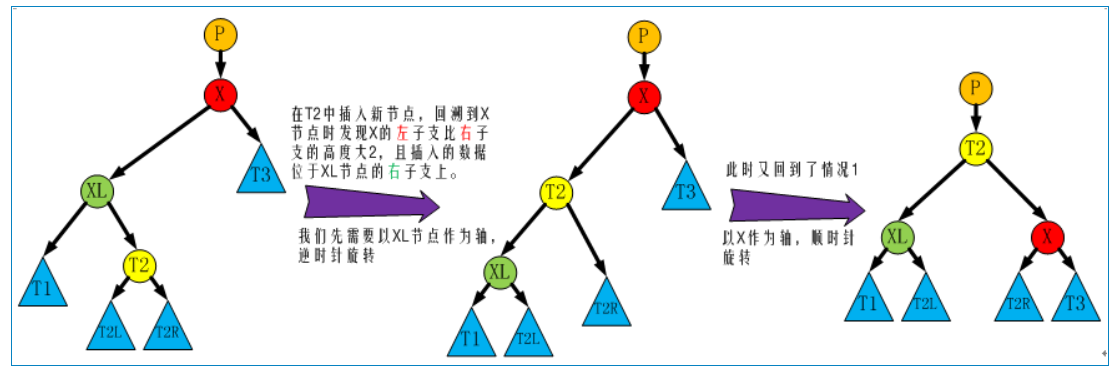 P
X
T3
XL
T1
T2
T2L
T2R
在T2中插入新节点，回溯到X
节点时发现X的左子支比右子
支的高度大2，且插入的数据
位于XL节点的右子支上。
我们先需要以XL节点作为轴，
逆时针旋转
P
X
T3
T2
XL
T2R
T1
T2L
此时又回到了情况1
以X作为轴，顺时针
旋转
P
T2
XL
X
T1
T2L
T2R
T3